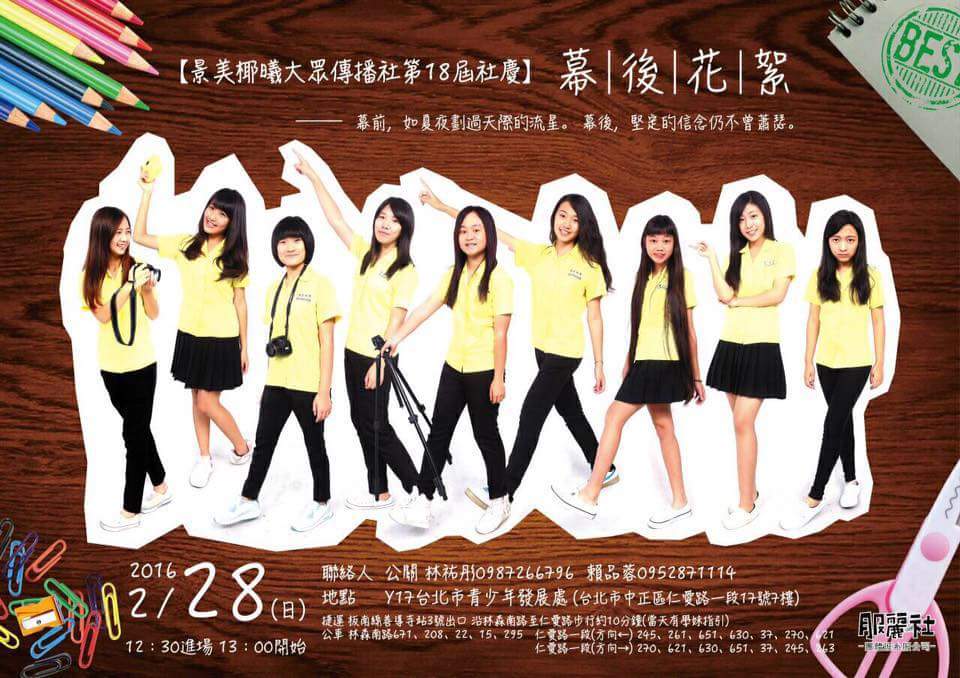 BEST
【景美椰曦大眾傳播社第18屆社慶】 幕|後|花|絮
—— 幕前, 如夏夜劃過天際的流星。 幕後, 堅定的信念仍不曾蕭瑟。
2016
2/28(日)
12:30進場 13:00開始
聯絡人 公關 林祐彤0987266796 賴品蓉0952871114
地點 Y17台北市青少年發展處(台北市中正區仁愛路一段17號7樓)
捷運 板南線善導寺站3號出口 沿林森南路至仁愛路步行約10分鐘(當天有學妹指引)
公車 林森南路671、208、22、15、295 仁愛路一段(方向←) 245、261、651、630、37、270、621
仁愛路一段(方向→) 270、621、630、651、37、245、263
服麗社